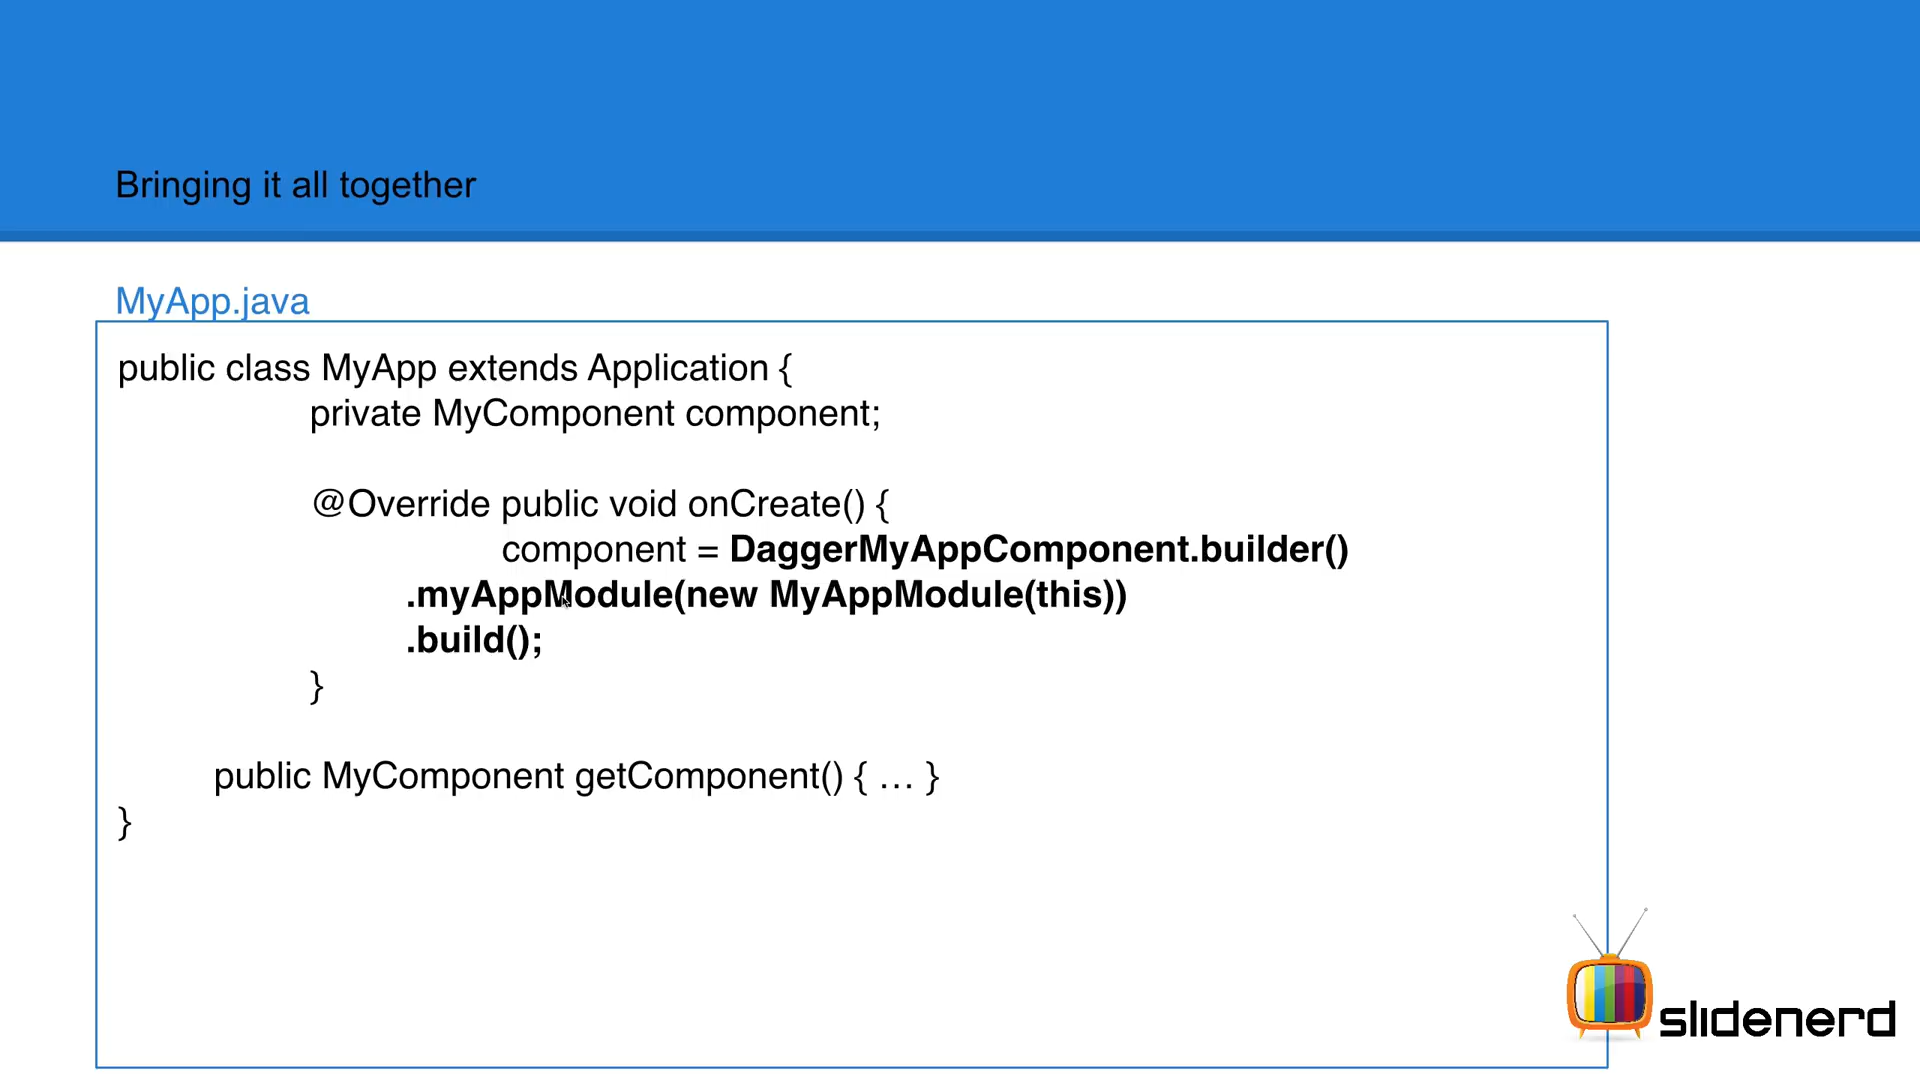 Bringing it all together
MyApp.java
public class MyApp extends Application {
private MyComponent component;
@Override public void onCreate() {
component = DaggerMyAppComponent.builder()
.myAppModule(new MyAppModule(this))
.build();
}
public MyComponent getComponent() { … }
}
slidenerd